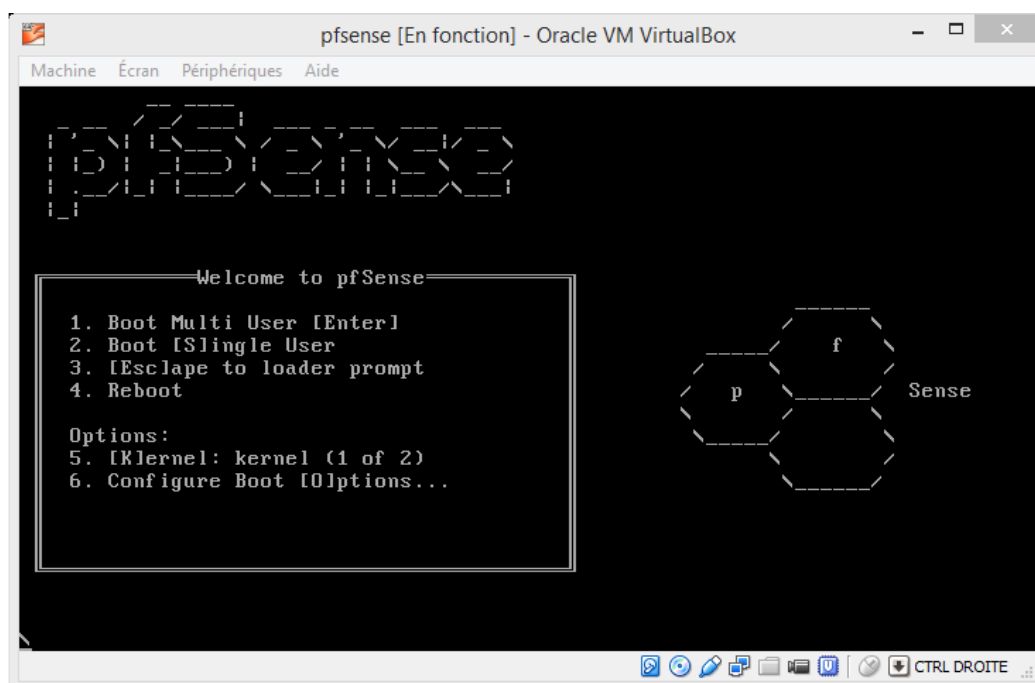 pfsense [En fonction] - Oracle VM VirtualBox
Machine Écran Périphériques Aide
pfSense
Welcome to pfSense
1. Boot Multi User [Enter]
2. Boot [S]ingle User
3. [Esc]ape to loader prompt
4. Reboot
Options:
5. [K]ernel: kernel (1 of 2)
6. Configure Boot [O]ptions...
f
p Sense
CTRL DROITE